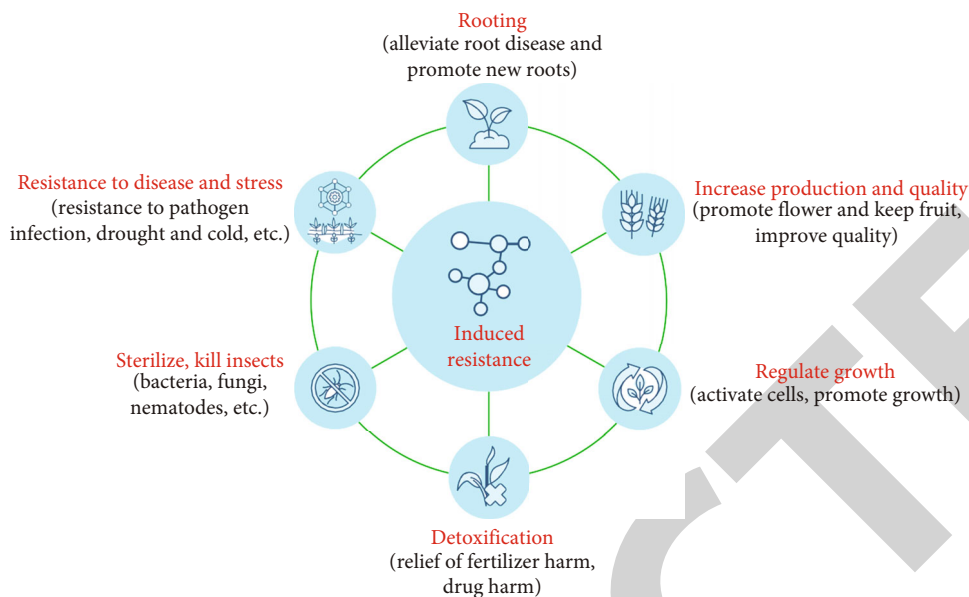 Rooting
(alleviate root disease and
promote new roots)
Resistance to disease and stress
(resistance to pathogen
infection, drought and cold, etc.)
Increase production and quality
(promote flower and keep fruit,
improve quality)
Induced
resistance
Sterilize, kill insects
(bacteria, fungi,
nematodes, etc.)
Regulate growth
(activate cells, promote growth)
Detoxification
(relief of fertilizer harm,
drug harm)